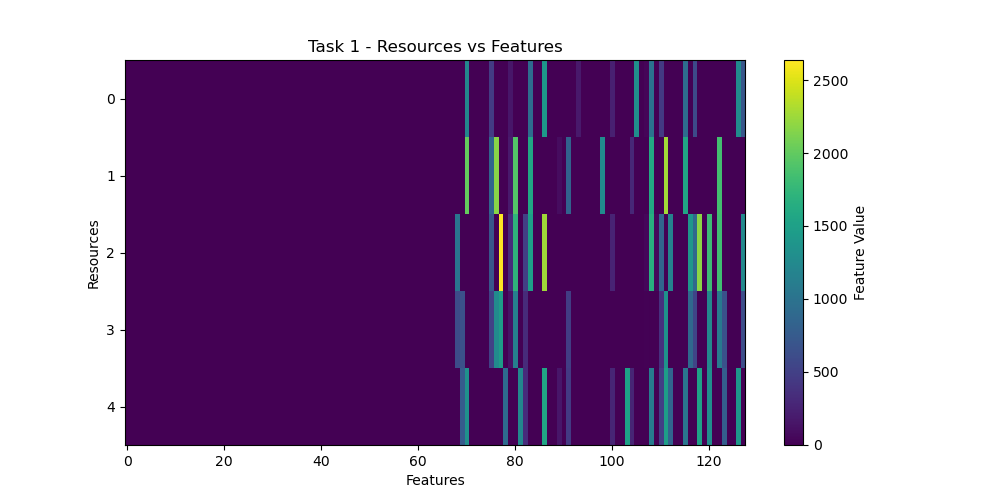 Task 1 - Resources vs Features
0
1
2
3
4
Resources
0 20 40 60 80 100 120
Features
2500
2000
1500
1000
500
0
Feature Value